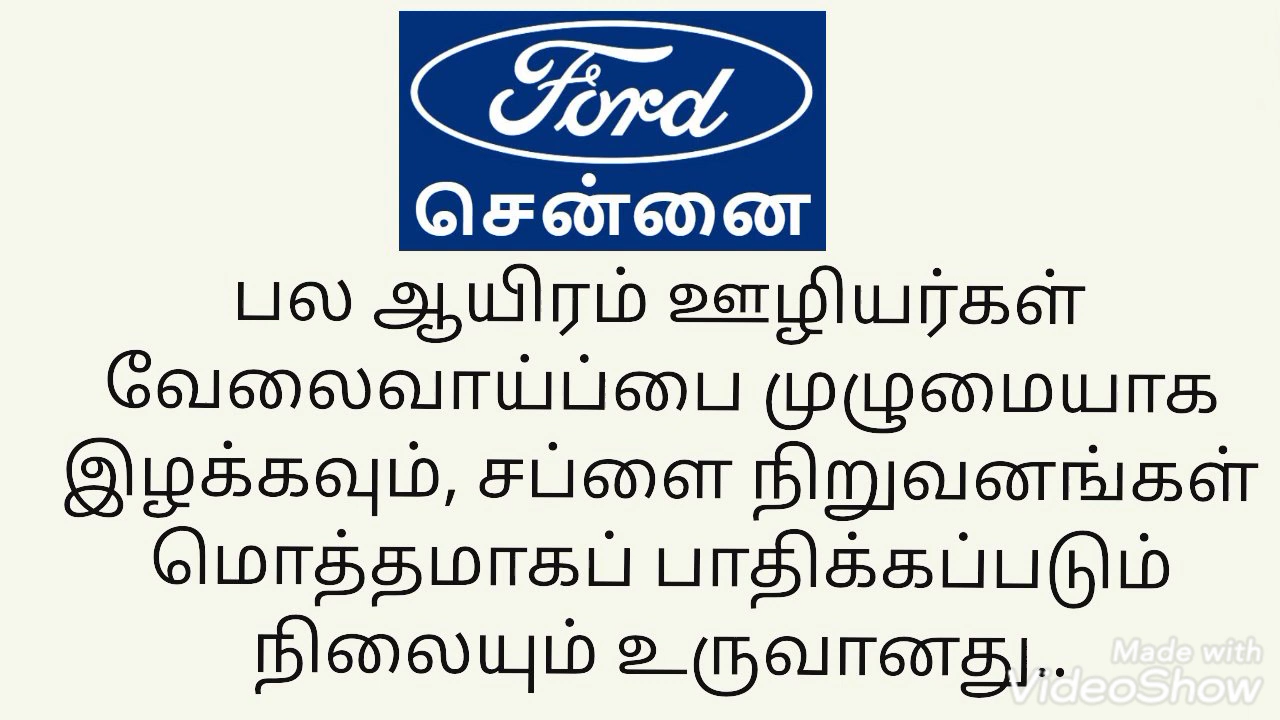 Ford
சென்னை
பல ஆயிரம் ஊழியர்கள்
வேலைவாய்ப்பை முழுமையாக
இழக்கவும், சப்ளை நிறுவனங்கள்
மொத்தமாகப் பாதிக்கப்படும்
நிலையும் உருவானது..
Made with
VideoShow